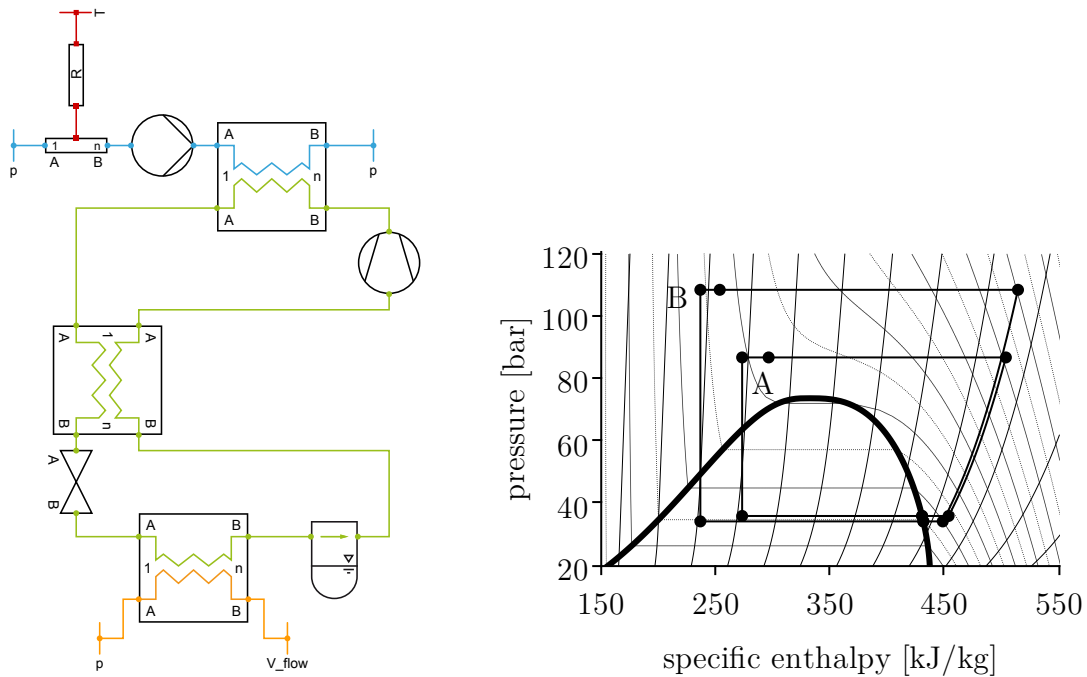 T
R
1 n
A B
p
A B
1 n
A B
p
A 1 A
B n B
A
B
A B
1 n
A B
p
V_flow
120
100
80
60
40
20
B
A
150 250 350 450 550
pressure [bar]
specific enthalpy [kJ/kg]